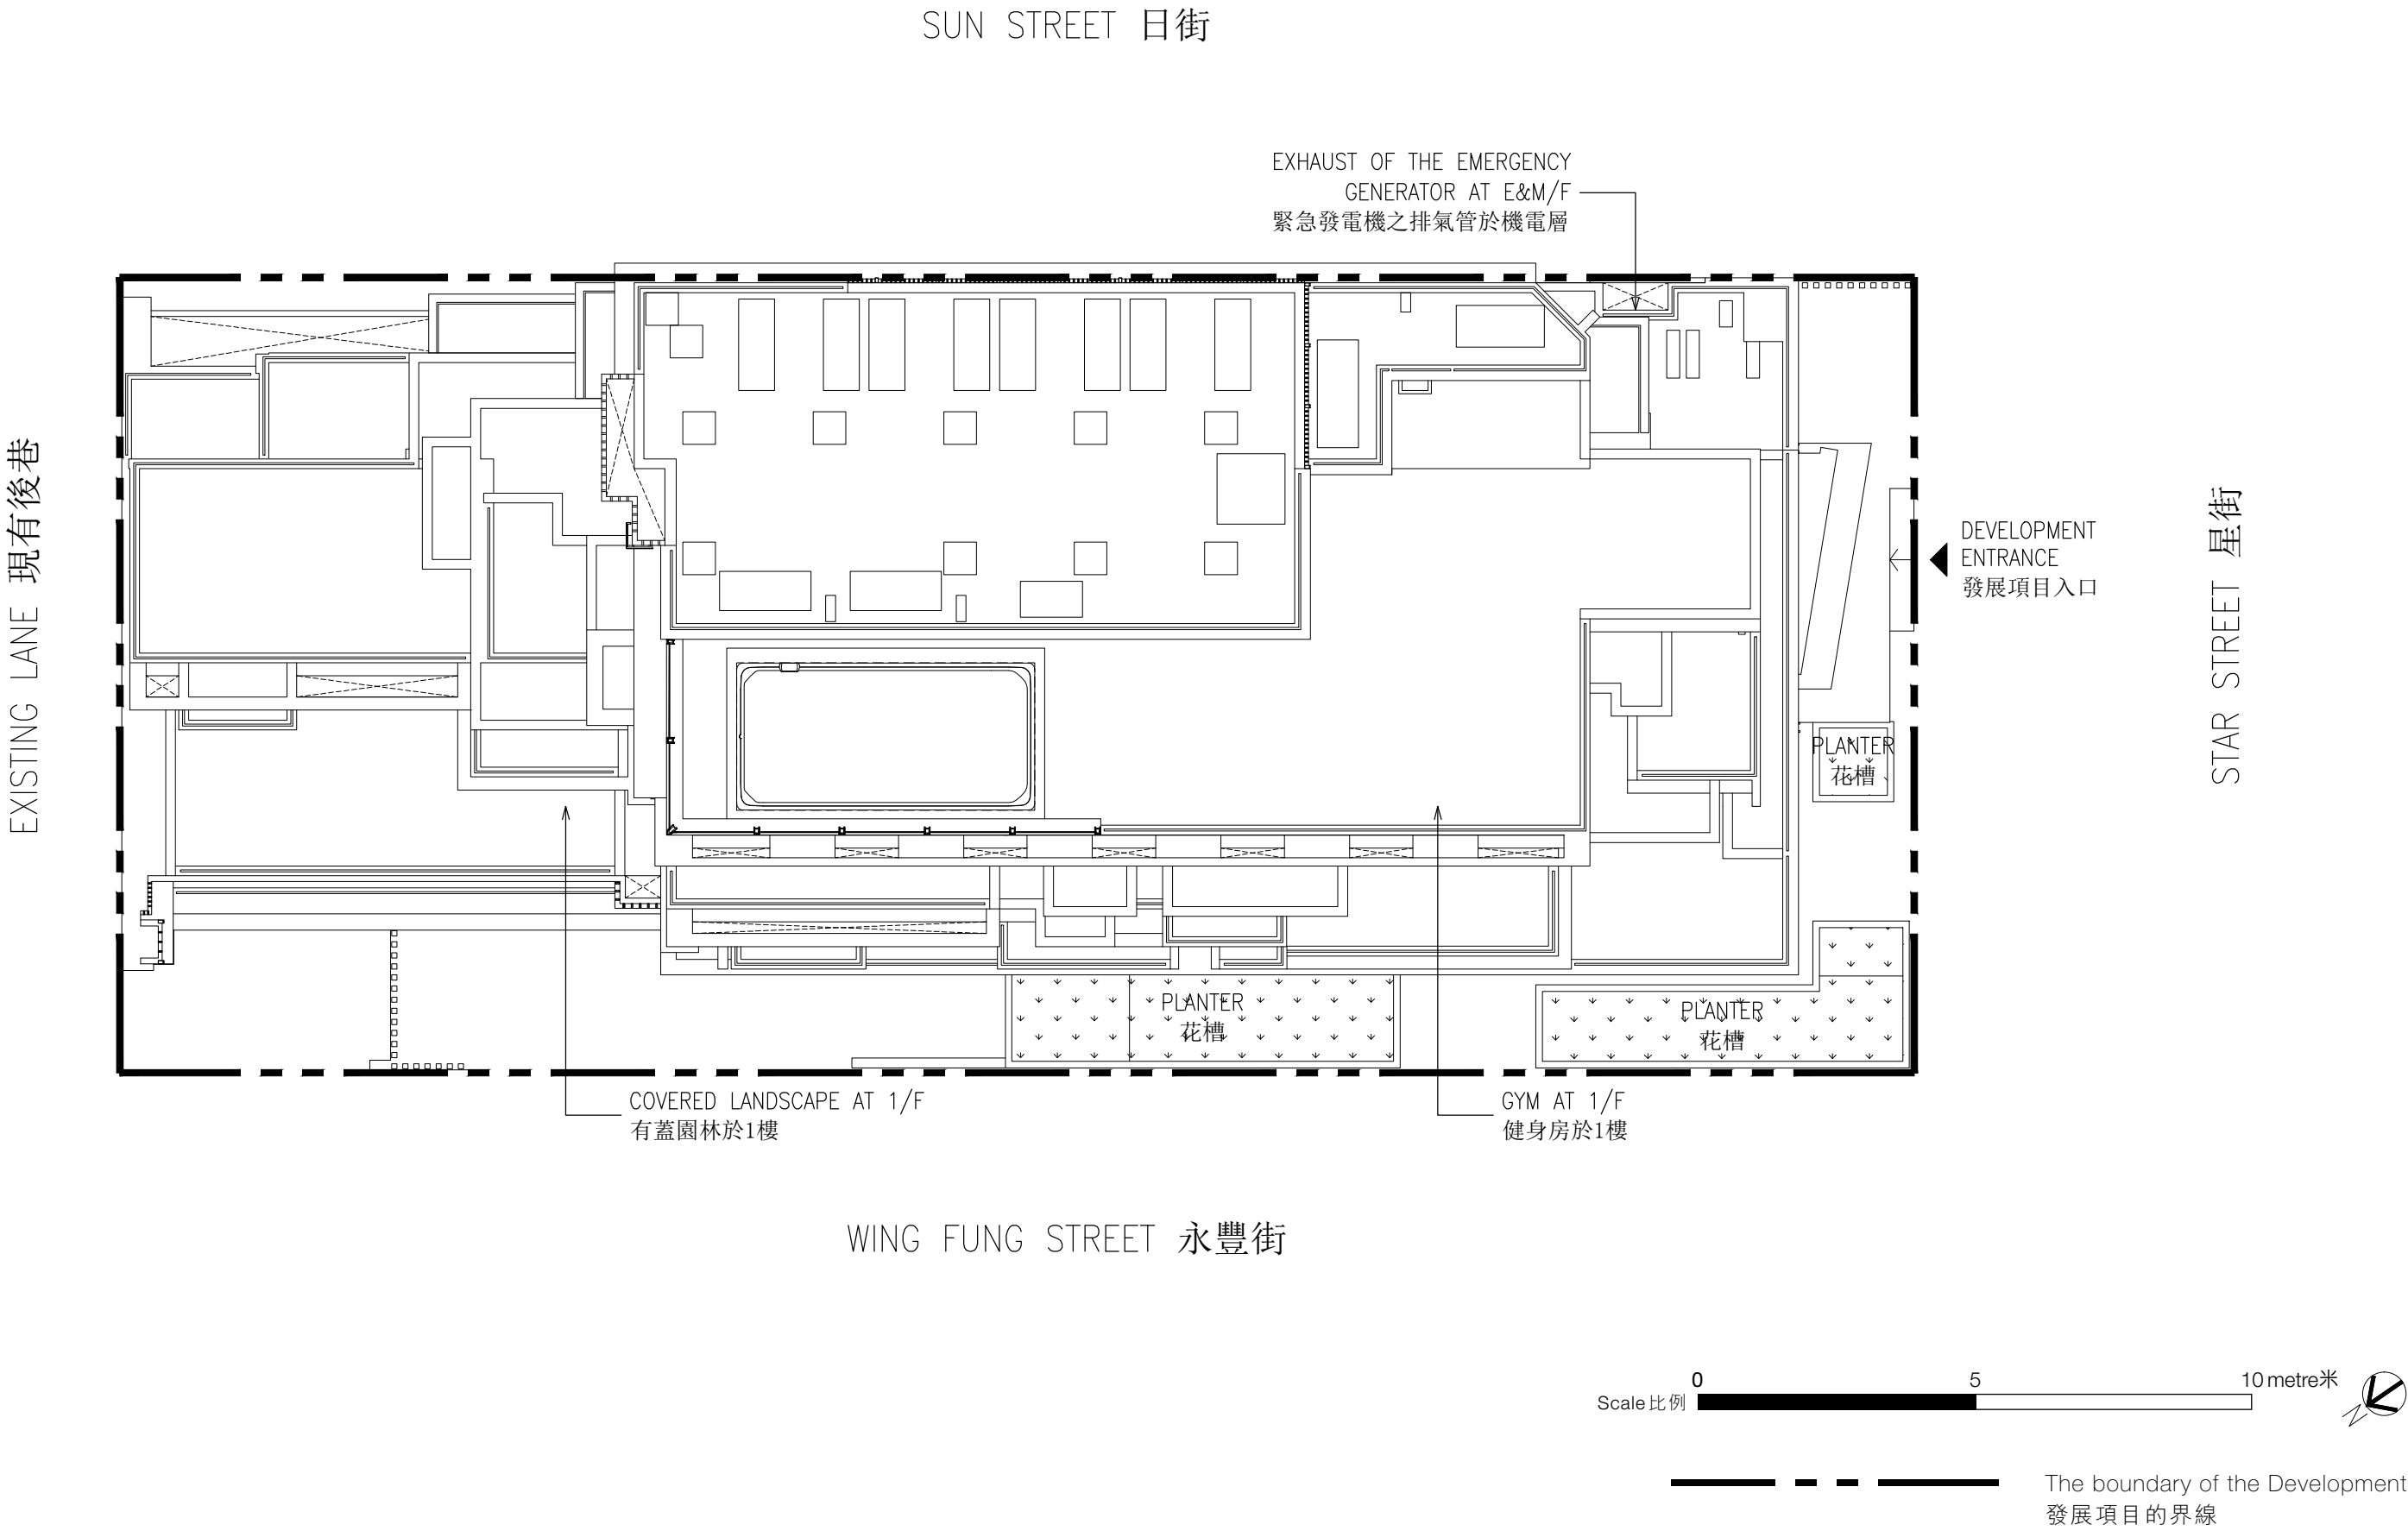 SUN STREET 日街
EXHAUST OF THE EMERGENCY
GENERATOR AT E&M/F
緊急發電機之排氣管於機電層
EXISTING LANE 現有後巷
DEVELOPMENT
ENTRANCE
發展項目入口
STAR STREET 星街
PLANTER
花槽
PLANTER
花槽
PLANTER
花槽
COVERED LANDSCAPE AT 1/F
有蓋園林於1樓
GYM AT 1/F
健身房於1樓
WING FUNG STREET 永豐街
0 5 10 metre米
Scale 比例
N
The boundary of the Development
發展項目的界線